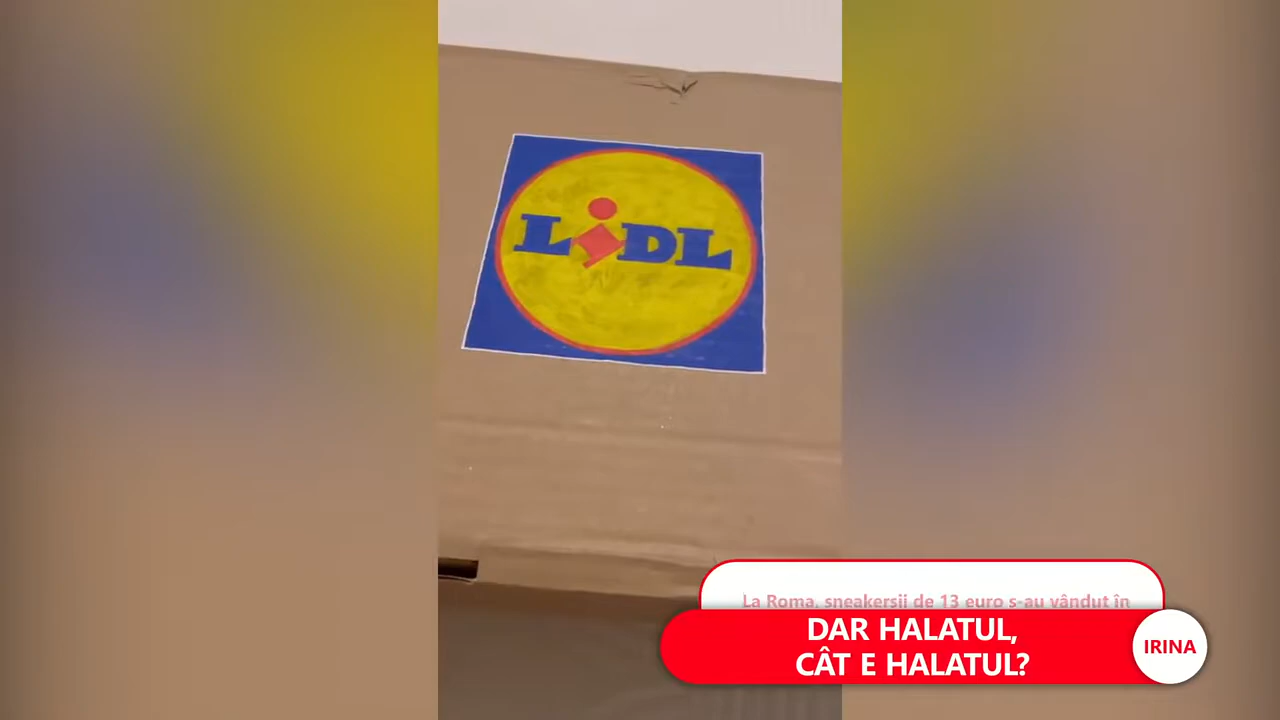 LiDL
La Roma, sneakersii de 13 euro s-au vândut în
DAR HALATUL,
CÂT E HALATUL?
IRINA